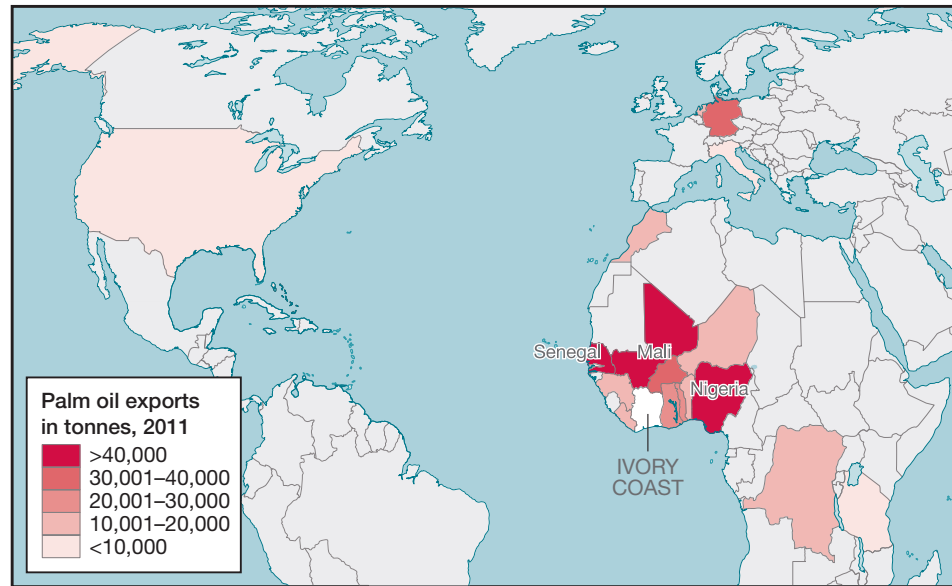 Senegal
Mali
Nigeria
IVORY
COAST
Palm oil exports
in tonnes, 2011
>40,000
30,001–40,000
20,001–30,000
10,001–20,000
<10,000